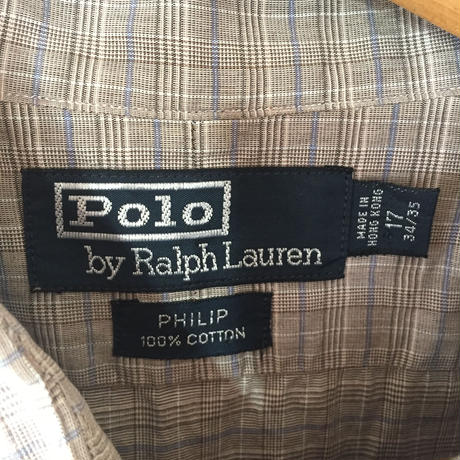 Polo
by Ralph Lauren
MADE IN
HONG KONG
17
34/35
PHILIP
100% COTTON